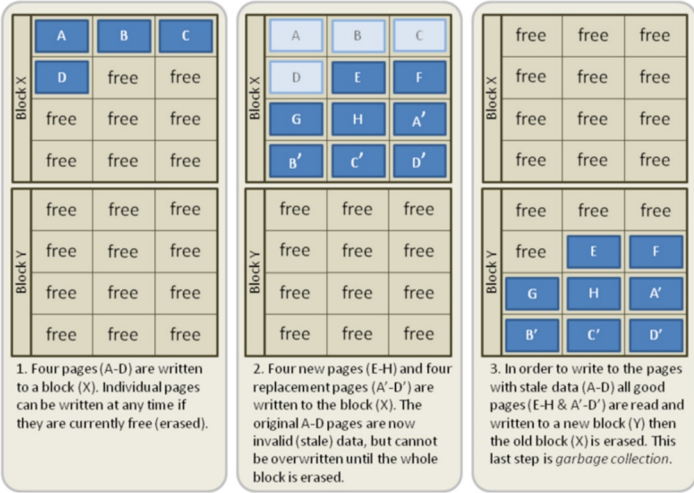 Block X
A B C
D free free
free free free
free free free
Block Y
free free free
free free free
free free free
free free free
1. Four pages (A-D) are written
to a block (X). Individual pages
can be written at any time if
they are currently free (erased).
Block X
A B C
D E F
G H A'
B' C' D'
Block Y
free free free
free free free
free free free
free free free
2. Four new pages (E-H) and four
replacement pages (A'-D') are
written to the block (X). The
original A-D pages are now
invalid (stale) data, but cannot
be overwritten until the whole
block is erased.
Block X
free free free
free free free
free free free
free free free
Block Y
free free free
free E F
G H A'
B' C' D'
3. In order to write to the pages
with stale data (A-D) all good
pages (E-H & A'-D') are read and
written to a new block (Y) then
the old block (X) is erased. This
last step is garbage collection.